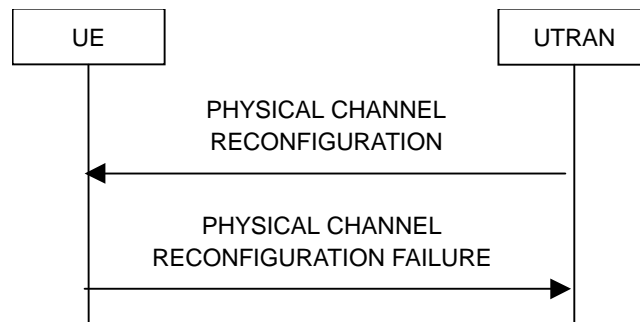 UE
UTRAN
PHYSICAL CHANNEL
RECONFIGURATION
PHYSICAL CHANNEL
RECONFIGURATION FAILURE